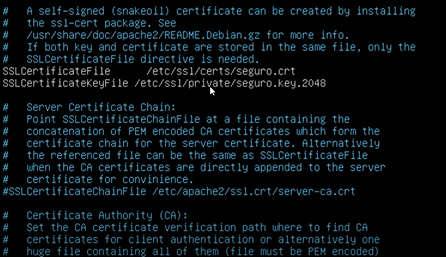 #   A self-signed (snakeoil) certificate can be created by installing
#   the ssl-cert package. See
#   /usr/share/doc/apache2/README.Debian.gz for more info.
#   If both key and certificate are stored in the same file, only the
#   SSLCertificateFile directive is needed.
SSLCertificateFile      /etc/ssl/certs/seguro.crt
SSLCertificateKeyFile /etc/ssl/private/seguro.key.2048
#   Server Certificate Chain:
#   Point SSLCertificateChainFile at a file containing the
#   concatenation of PEM encoded CA certificates which form the
#   certificate chain for the server certificate. Alternatively
#   the referenced file can be the same as SSLCertificateFile
#   when the CA certificates are directly appended to the server
#   certificate for convinience.
#SSLCertificateChainFile /etc/apache2/ssl.crt/server-ca.crt
#   Certificate Authority (CA):
#   Set the CA certificate verification path where to find CA
#   certificates for client authentication or alternatively one
#   huge file containing all of them (file must be PEM encoded)